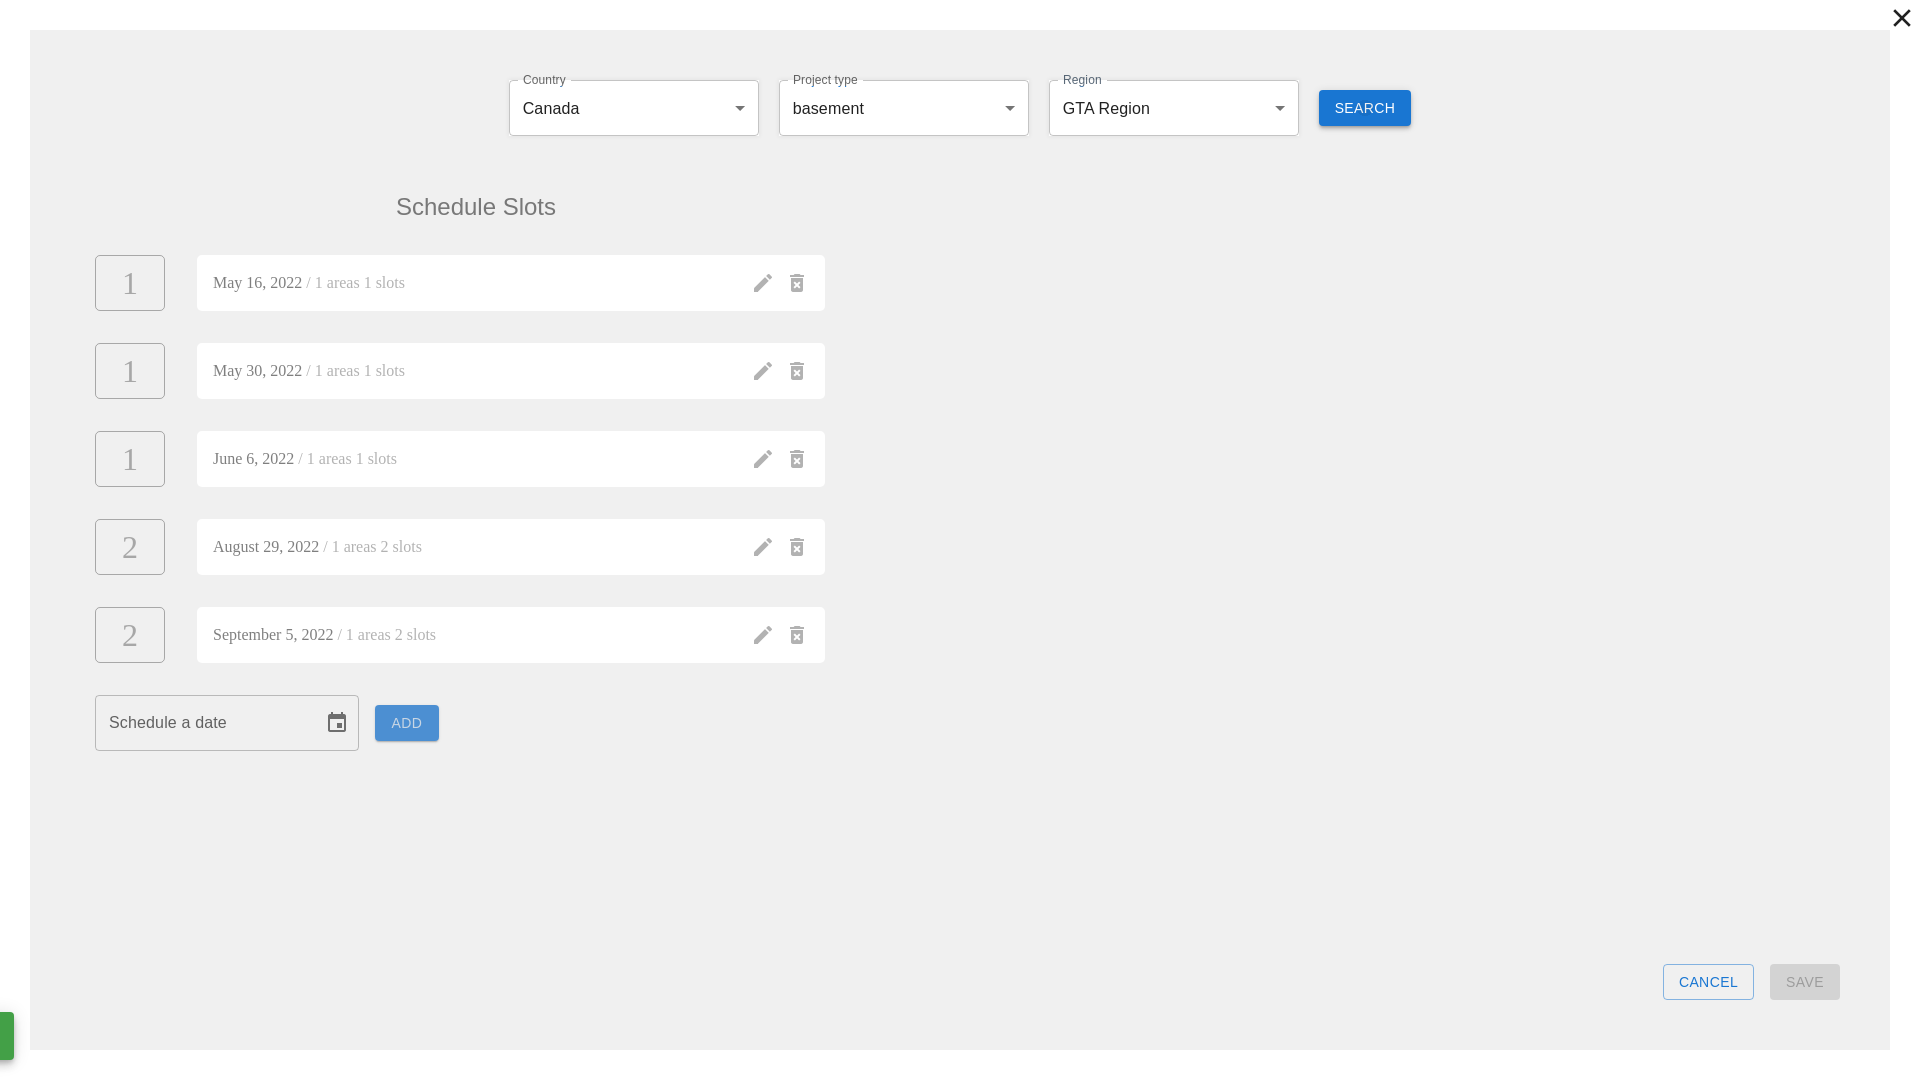 Country
Canada
Project type
basement
Region
GTA Region
SEARCH
Schedule Slots
1
May 16, 2022 / 1 areas 1 slots
1
May 30, 2022 / 1 areas 1 slots
1
June 6, 2022 / 1 areas 1 slots
2
August 29, 2022 / 1 areas 2 slots
2
September 5, 2022 / 1 areas 2 slots
Schedule a date
ADD
CANCEL
SAVE